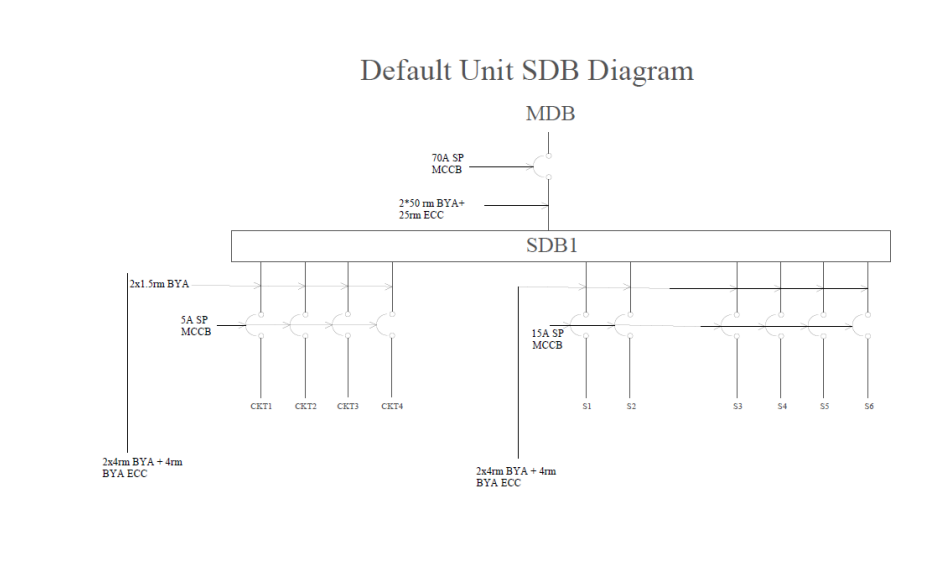 Default Unit SDB Diagram
MDB
70A SP
MCCB
2*50 rm BYA+
25rm ECC
SDB1
2x1.5rm BYA
5A SP
MCCB
15A SP
MCCB
CKT1 CKT2 CKT3 CKT4 S1 S2 S3 S4 S5 S6
2x4rm BYA + 4rm
BYA ECC
2x4rm BYA + 4rm
BYA ECC